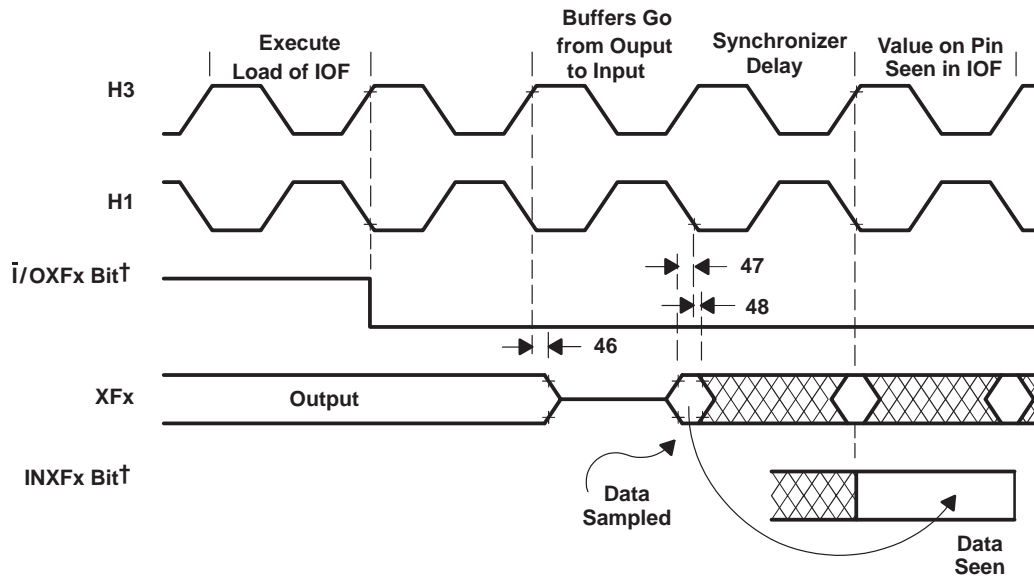 Execute
Load of IOF
Buffers Go
from Ouput
to Input
Synchronizer
Delay
Value on Pin
Seen in IOF
H3
H1
Ī/OXFx Bit†
47
48
46
XFx
Output
INXFx Bit†
Data
Sampled
Data
Seen